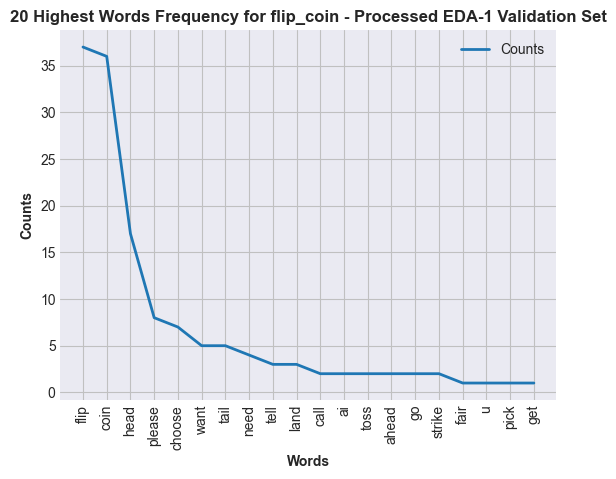 20 Highest Words Frequency for flip_coin - Processed EDA-1 Validation Set
Counts
35
30
25
20
15
10
5
0
Counts
flip
coin
head
please
choose
want
tail
need
tell
land
call
ai
toss
ahead
go
strike
fair
u
pick
get
Words